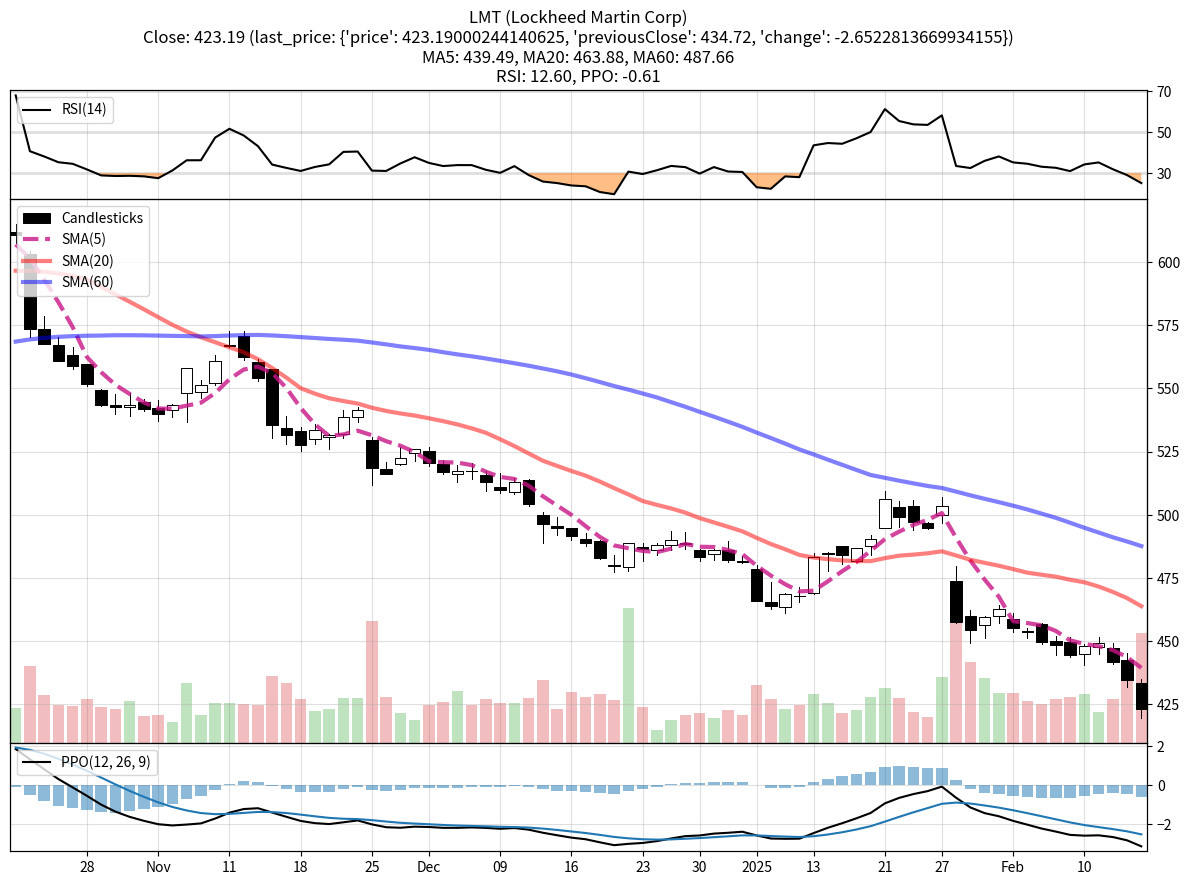 LMT (Lockheed Martin Corp)
Close: 423.19 (last_price: {'price': 423.19000244140625, 'previousClose': 434.72, 'change': -2.6522813669934155})
MA5: 439.49, MA20: 463.88, MA60: 487.66
RSI: 12.60, PPO: -0.61
RSI(14)
70
50
30
Candlesticks
SMA(5)
SMA(20)
SMA(60)
600
575
550
525
500
475
450
425
PPO(12, 26, 9)
2
0
−2
28 Nov 11 18 25 Dec 09 16 23 30 2025 13 21 27 Feb 10